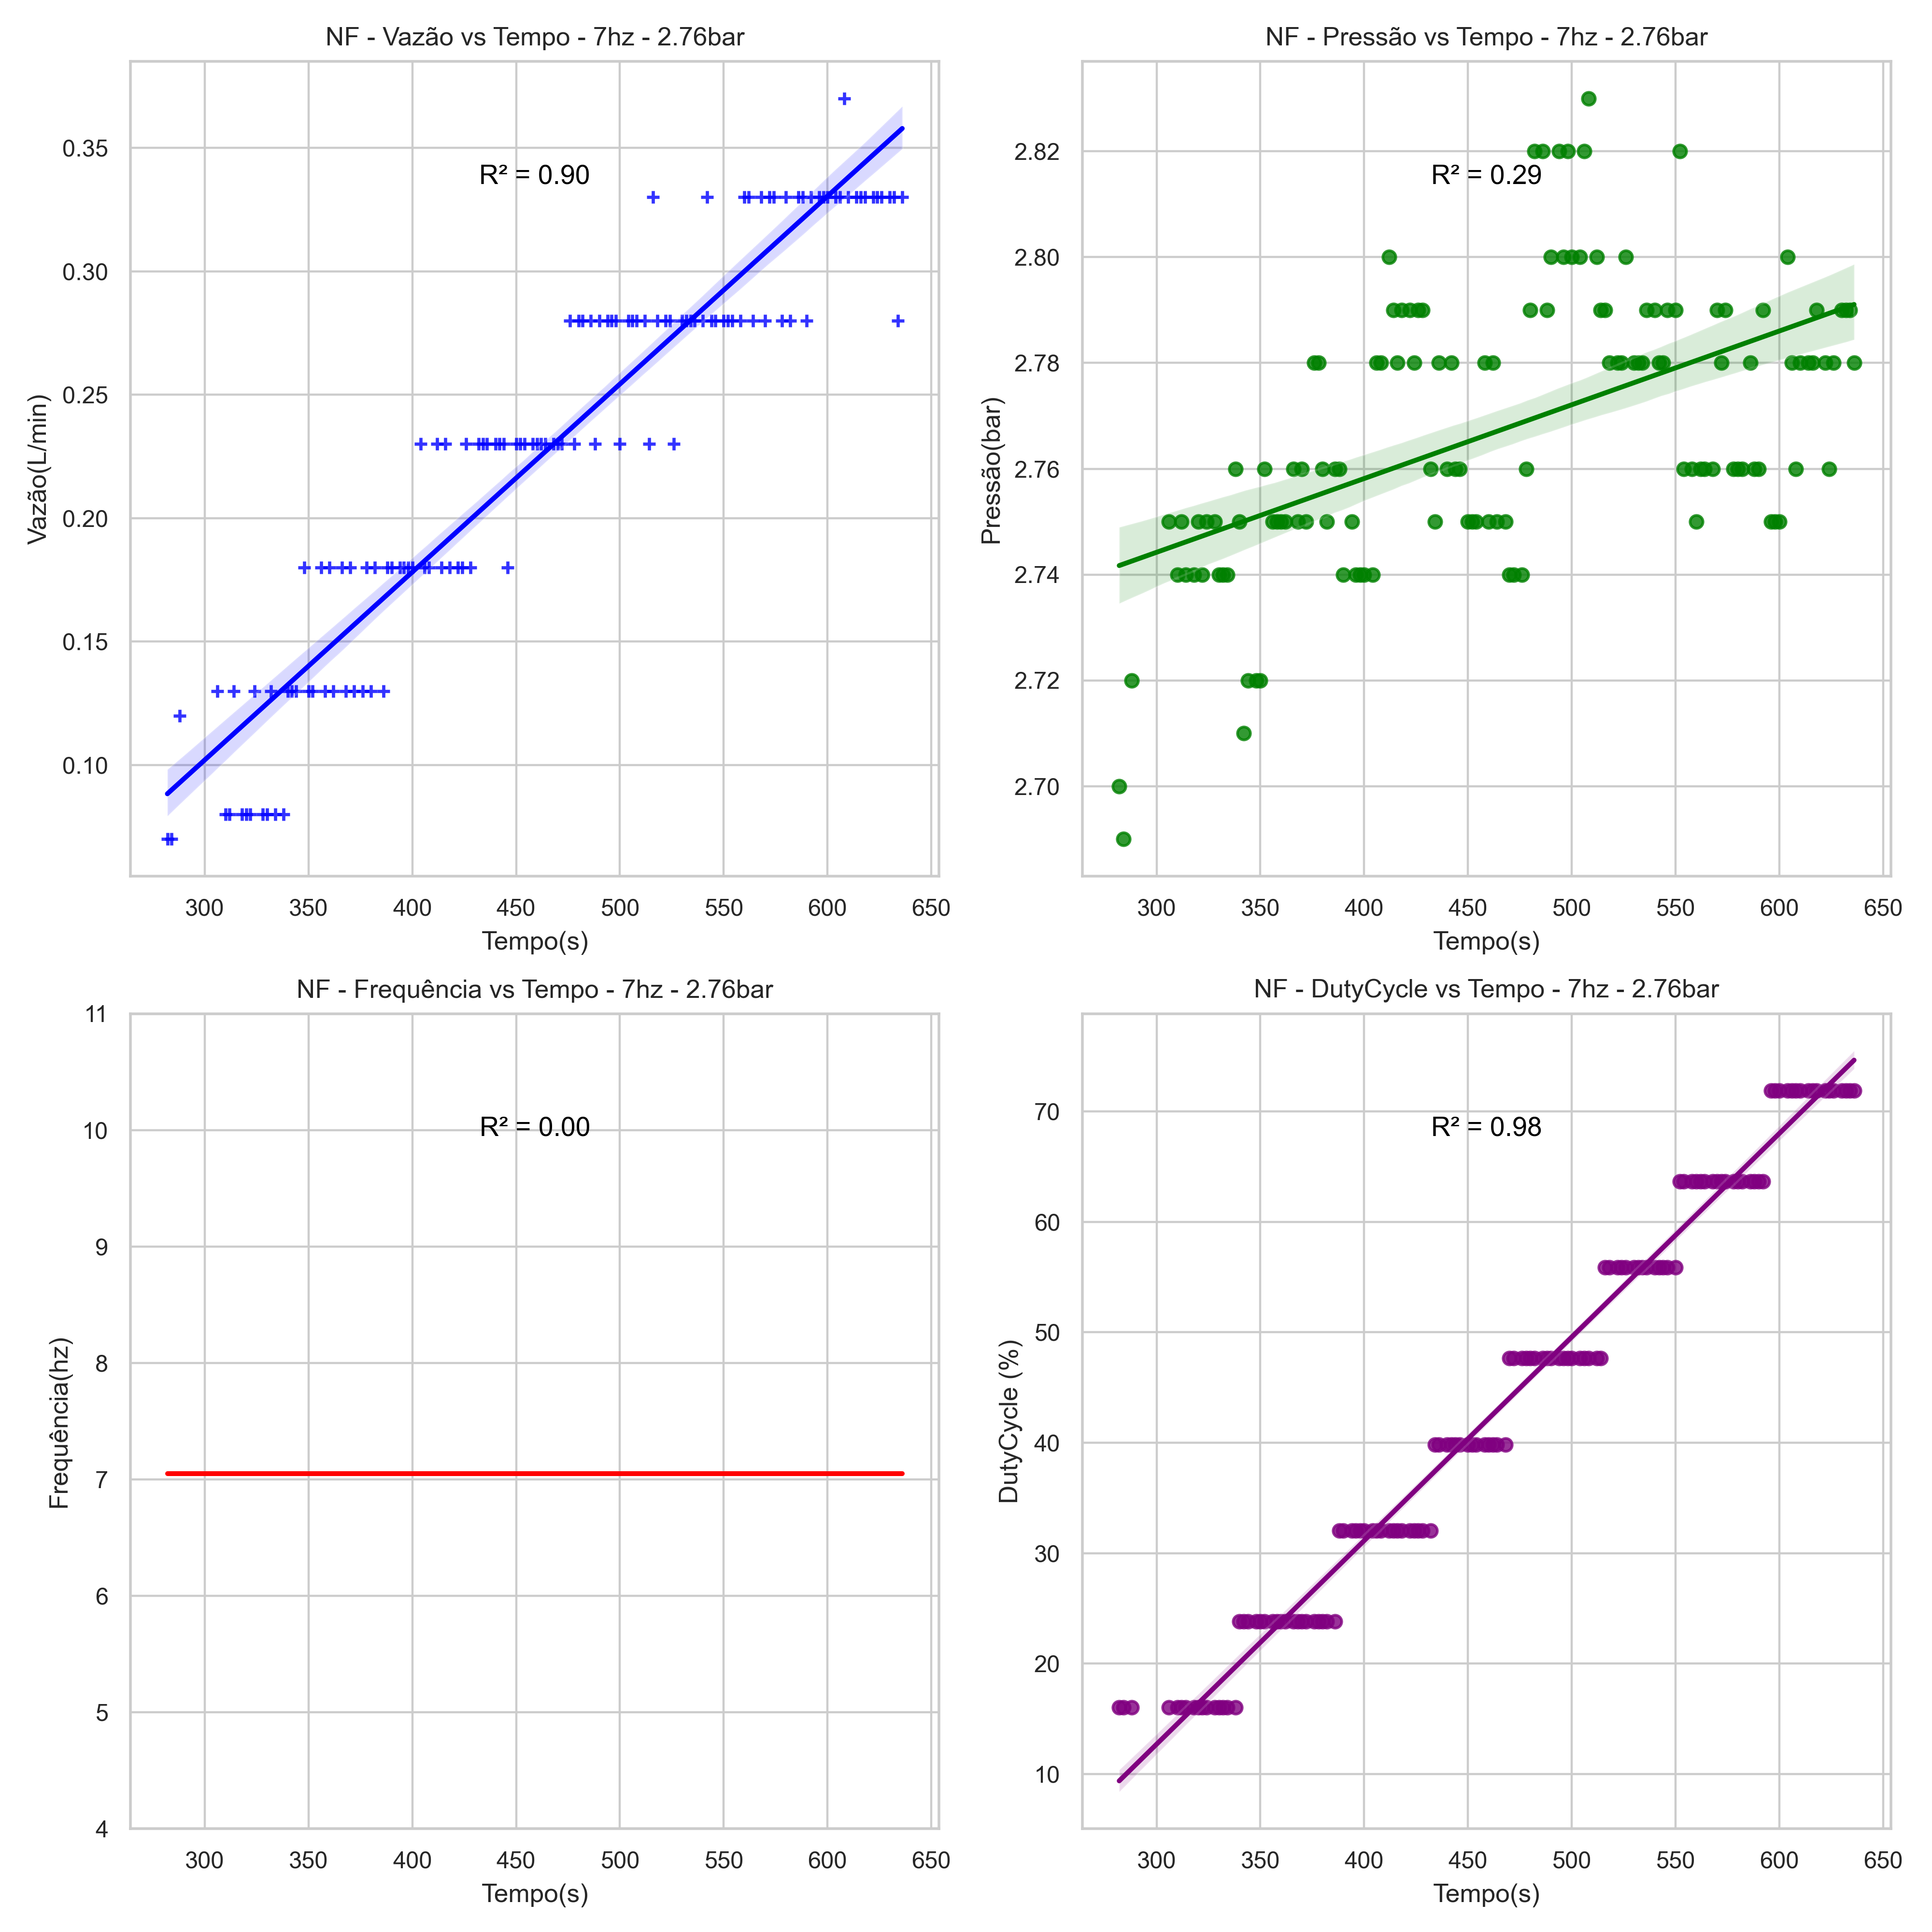 NF - Vazão vs Tempo - 7hz - 2.76bar
R² = 0.90
Vazão(L/min)
0.35
0.30
0.25
0.20
0.15
0.10
300 350 400 450 500 550 600 650
Tempo(s)
NF - Pressão vs Tempo - 7hz - 2.76bar
R² = 0.29
Pressão(bar)
2.82
2.80
2.78
2.76
2.74
2.72
2.70
300 350 400 450 500 550 600 650
Tempo(s)
NF - Frequência vs Tempo - 7hz - 2.76bar
R² = 0.00
Frequência(hz)
11
10
9
8
7
6
5
4
300 350 400 450 500 550 600 650
Tempo(s)
NF - DutyCycle vs Tempo - 7hz - 2.76bar
R² = 0.98
DutyCycle (%)
70
60
50
40
30
20
10
300 350 400 450 500 550 600 650
Tempo(s)